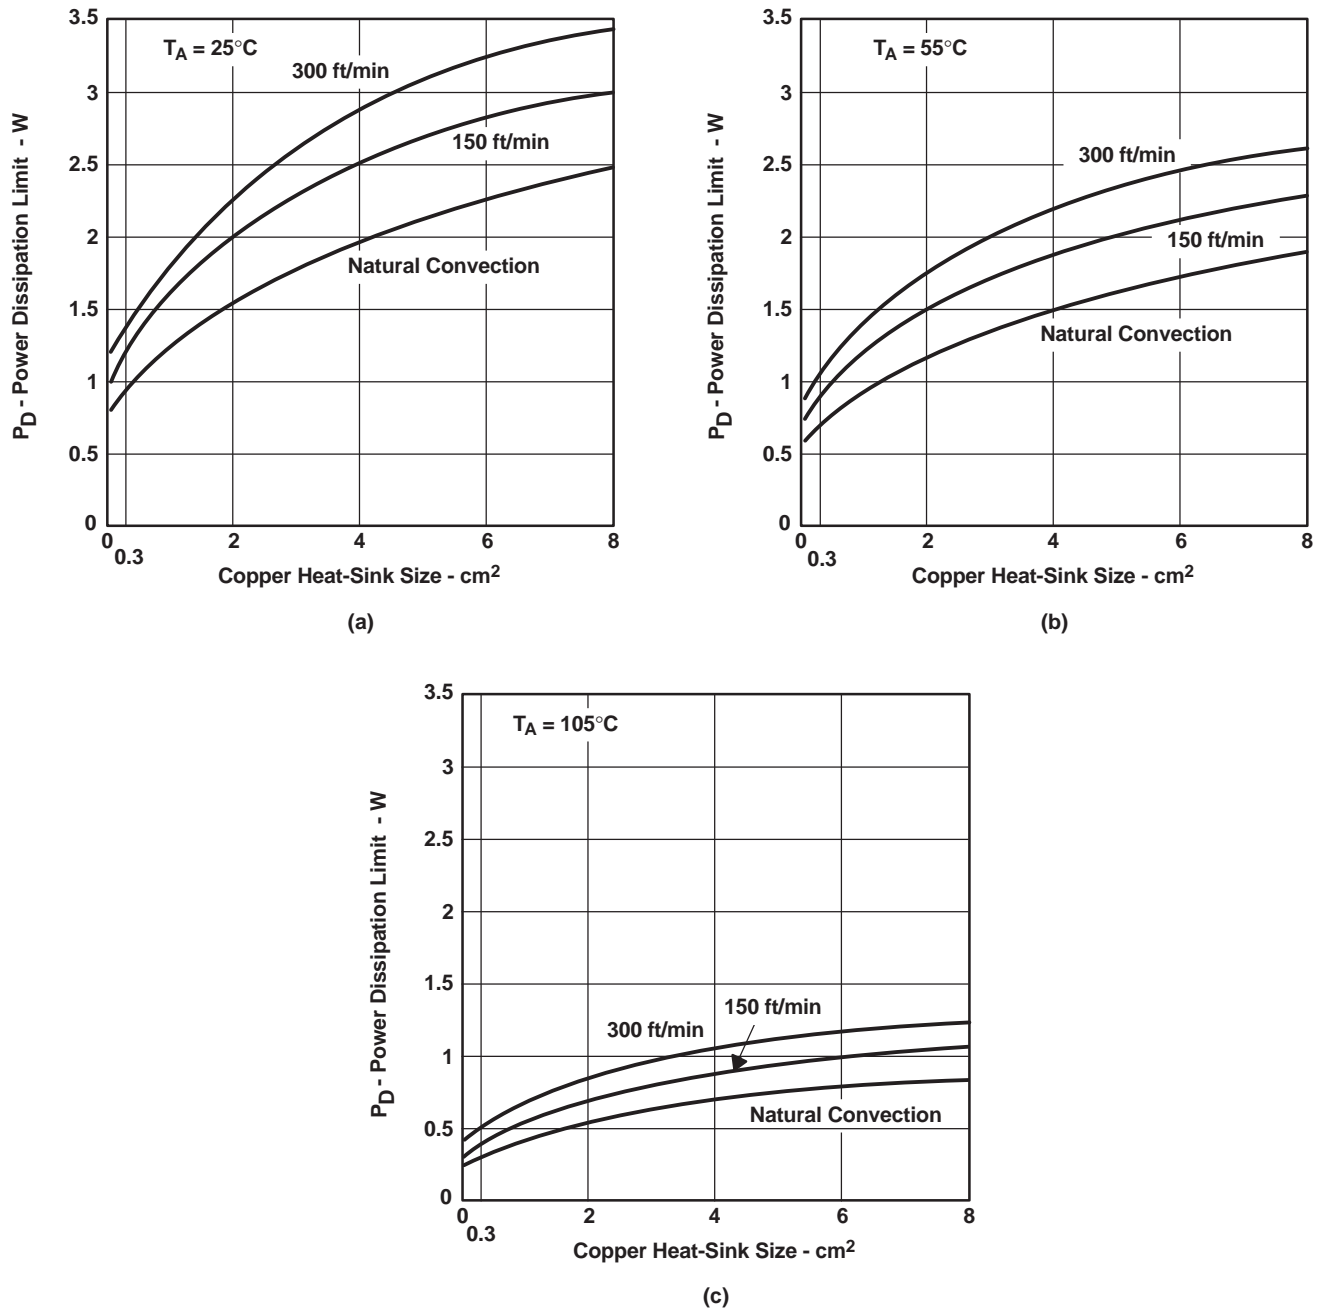 3.5
3
2.5
2
1.5
1
0.5
0
P_D - Power Dissipation Limit - W
T_A = 25°C
300 ft/min
150 ft/min
Natural Convection
0 2 4 6 8
0.3
Copper Heat-Sink Size - cm²
(a)
3.5
3
2.5
2
1.5
1
0.5
0
P_D - Power Dissipation Limit - W
T_A = 55°C
300 ft/min
150 ft/min
Natural Convection
0 2 4 6 8
0.3
Copper Heat-Sink Size - cm²
(b)
3.5
3
2.5
2
1.5
1
0.5
0
P_D - Power Dissipation Limit - W
T_A = 105°C
150 ft/min
300 ft/min
Natural Convection
0 2 4 6 8
0.3
Copper Heat-Sink Size - cm²
(c)